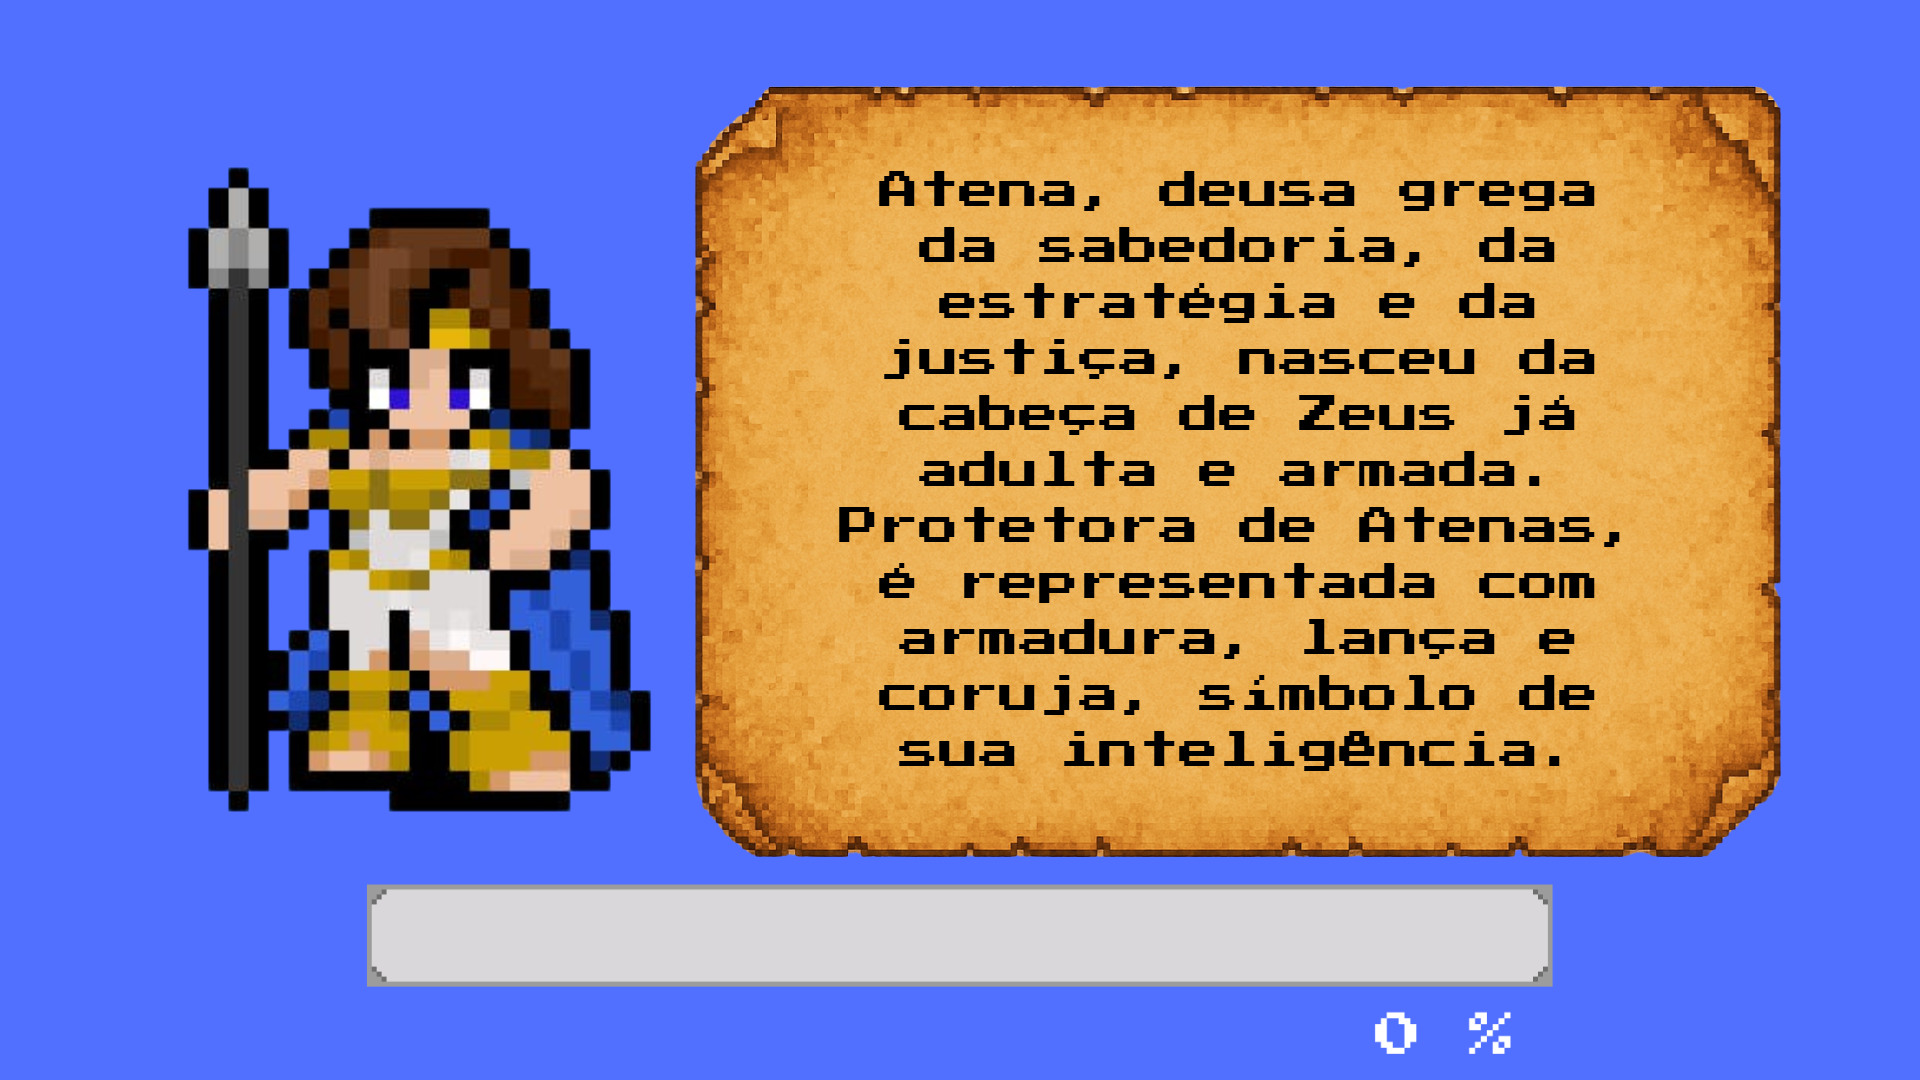 Atena, deusa grega
da sabedoria, da
estratégia e da
justiça, nasceu da
cabeça de Zeus já
adulta e armada.
Protetora de Atenas,
é representada com
armadura, lança e
coruja, símbolo de
sua inteligência.
0 %